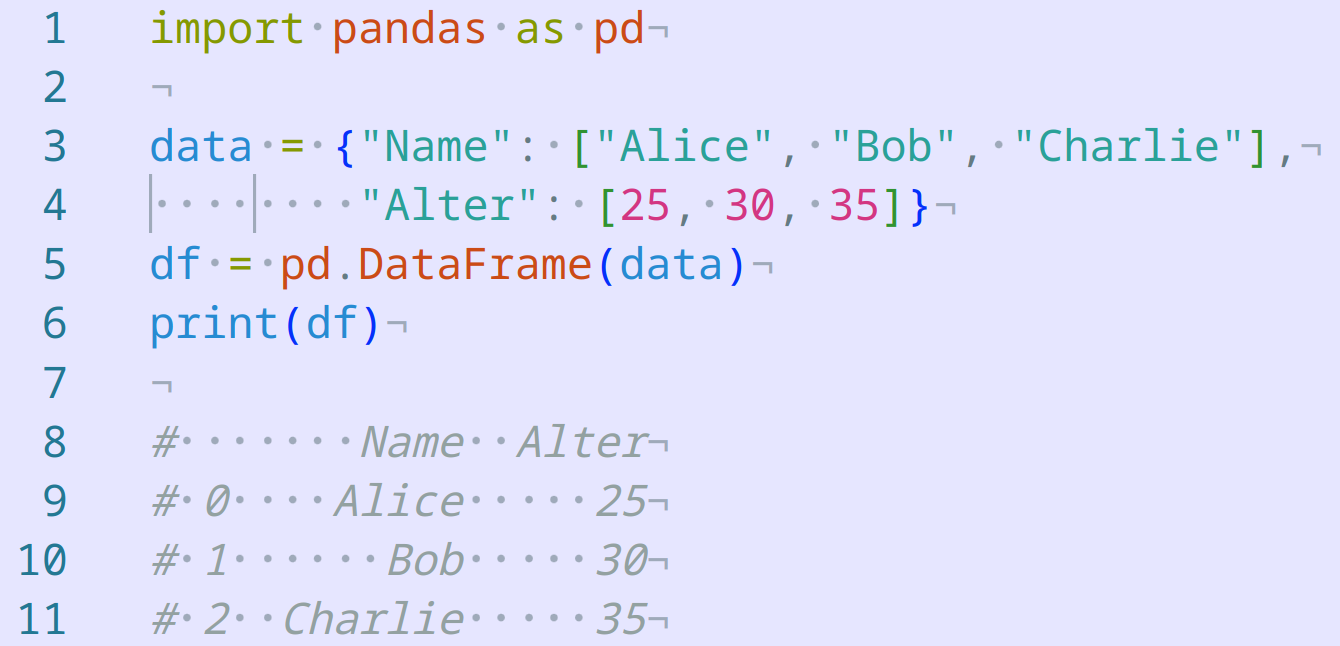 1 import pandas as pd
2
3 data = {"Name": ["Alice", "Bob", "Charlie"],
4         "Alter": [25, 30, 35]}
5 df = pd.DataFrame(data)
6 print(df)
7
8 #       Name  Alter
9 # 0    Alice     25
10 # 1      Bob     30
11 # 2  Charlie     35